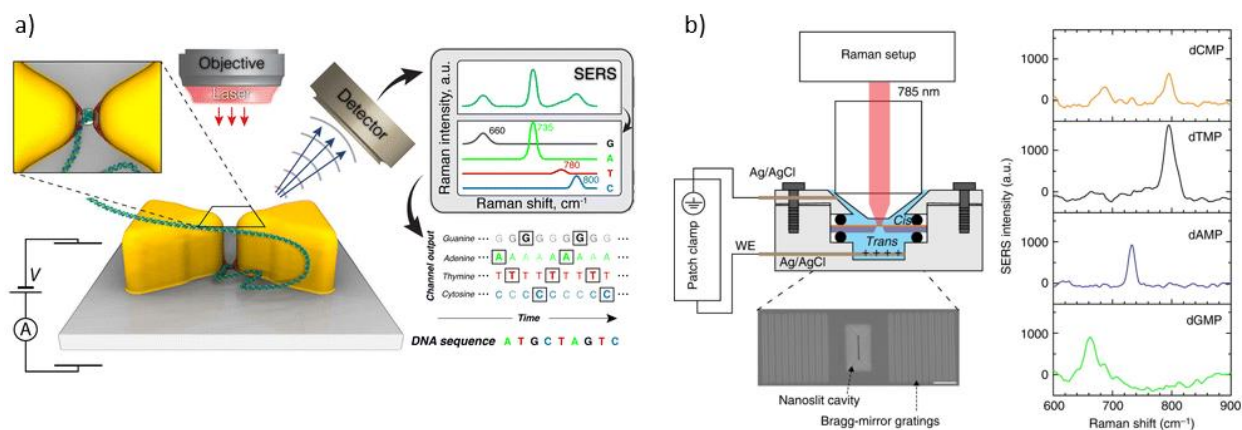 a)
Objective
Laser
Detector
SERS
Raman intensity, a.u.
660
735
780
800
G
A
T
C
Raman shift, cm⁻¹
V
A
Channel output
Guanine ··· G G G G G G G G ···
Adenine ··· A A A A A A A A ···
Thymine ··· T T T T T T T T ···
Cytosine ··· C C C C C C C C C ···
Time
DNA sequence A T G C T A G T C
b)
Raman setup
785 nm
Ag/AgCl
Patch clamp
Cis
Trans
WE
++++
Ag/AgCl
Nanoslit cavity
Bragg-mirror gratings
SERS intensity (a.u.)
dCMP
1000
0
dTMP
1000
0
dAMP
1000
0
dGMP
1000
0
600 700 800 900
Raman shift (cm⁻¹)